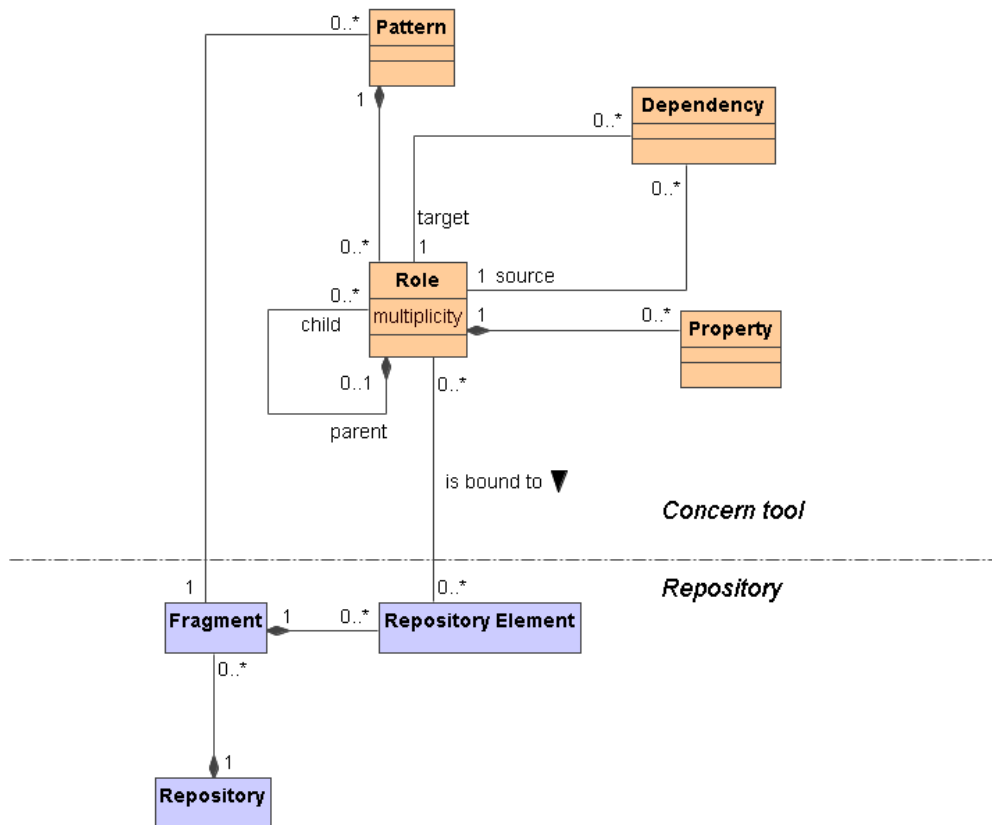 0..*
Pattern
1
Dependency
0..*
0..*
target
0..*
1
Role
1 source
0..*
child
multiplicity
1
0..*
Property
0..1
0..*
parent
is bound to
Concern tool
1
0..*
Repository
Fragment
1
0..*
Repository Element
0..*
1
Repository